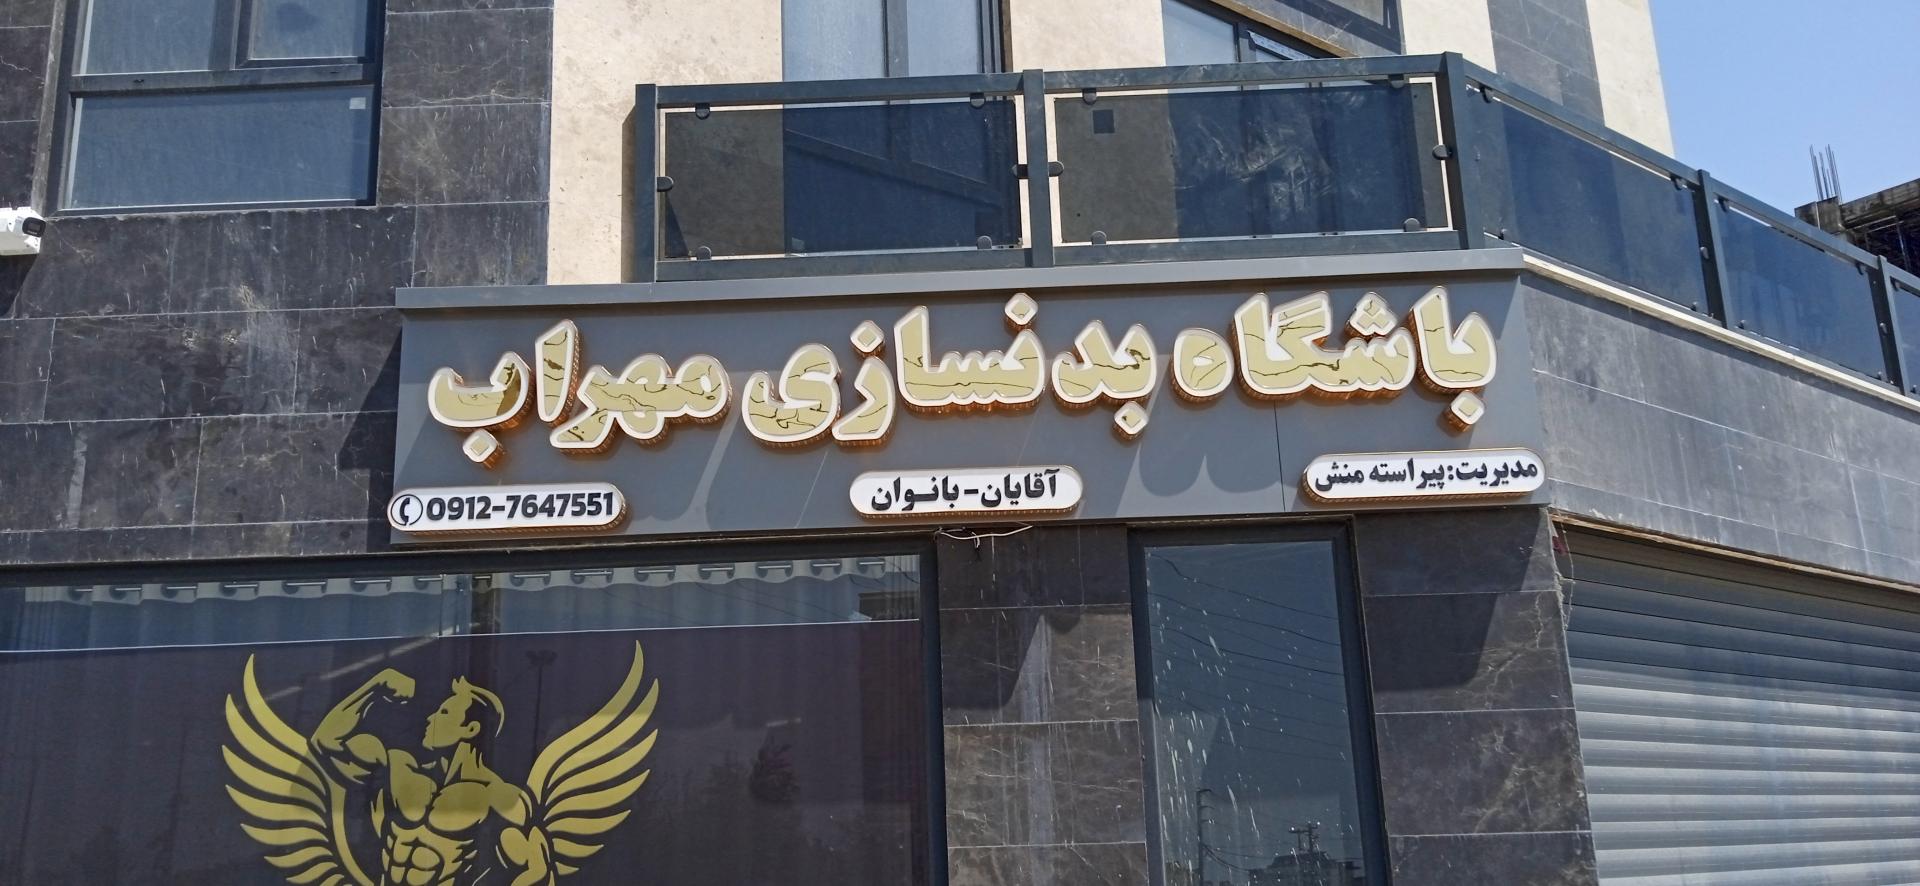 باشگاه بدنسازی مهراب
مدیریت:پیراسته منش
آقایان-بانوان
0912-7647551